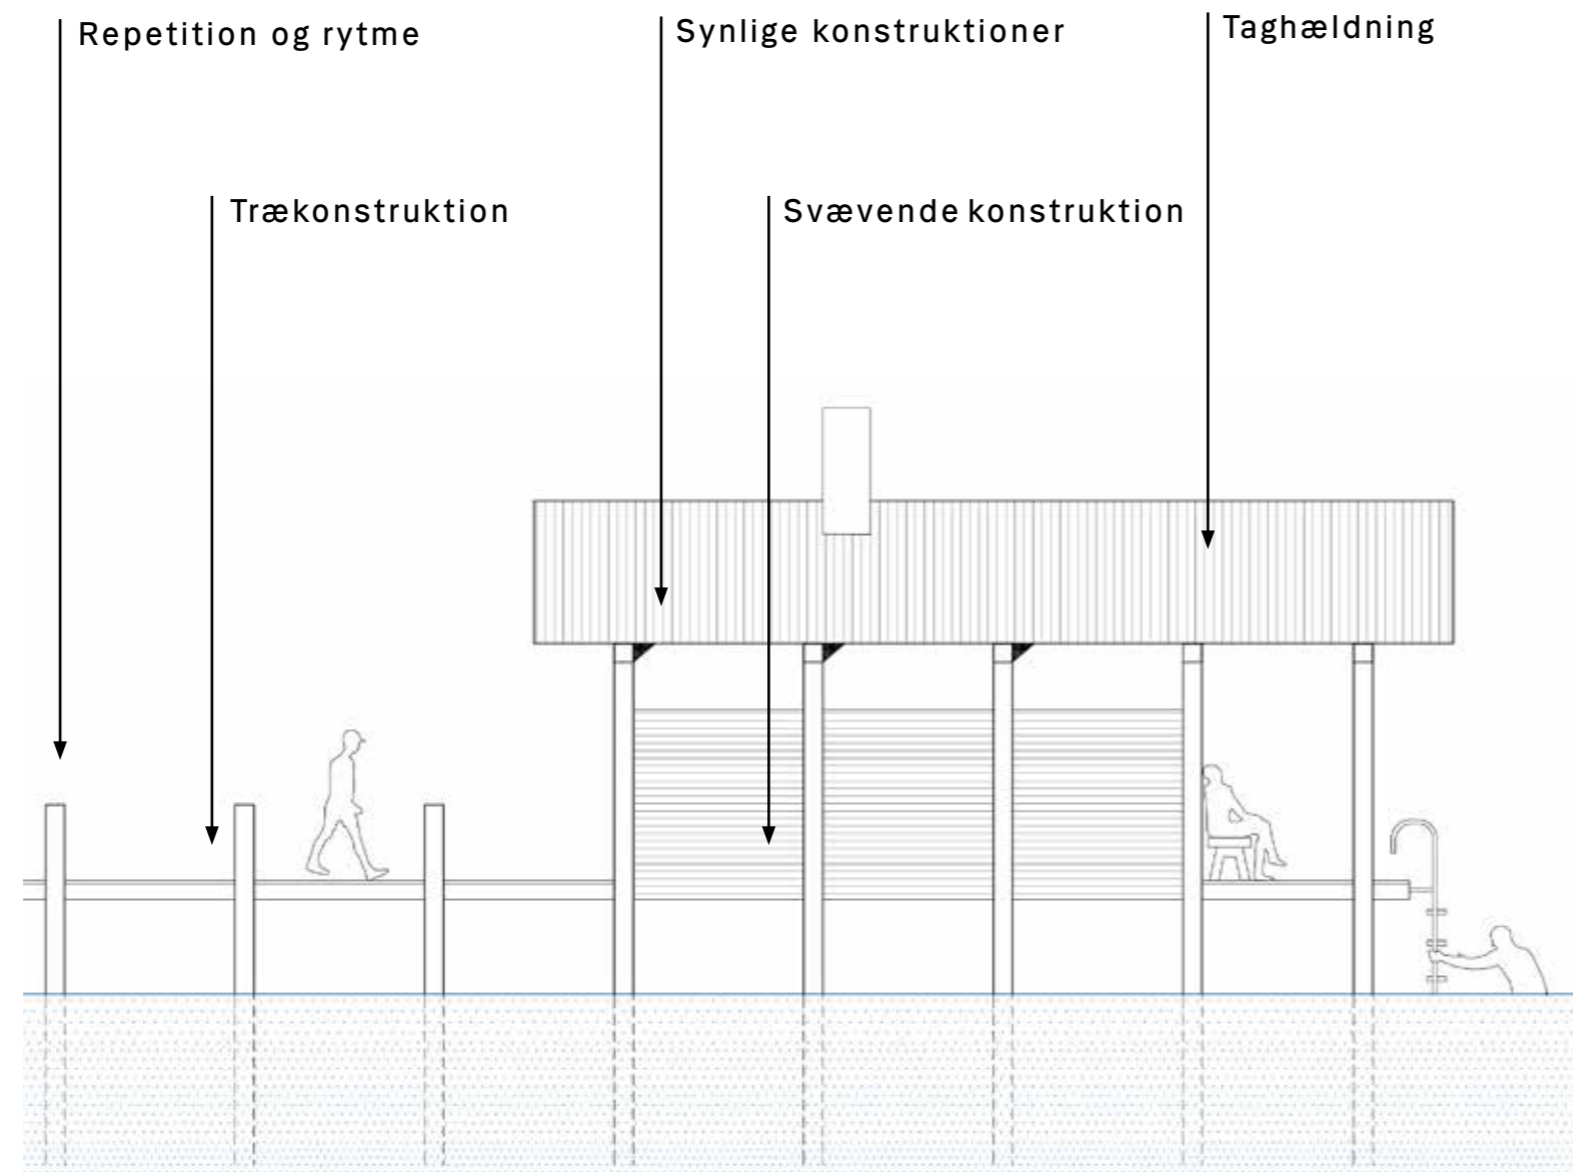 Repetition og rytme
Synlige konstruktioner
Taghældning
Trækonstruktion
Svævende konstruktion